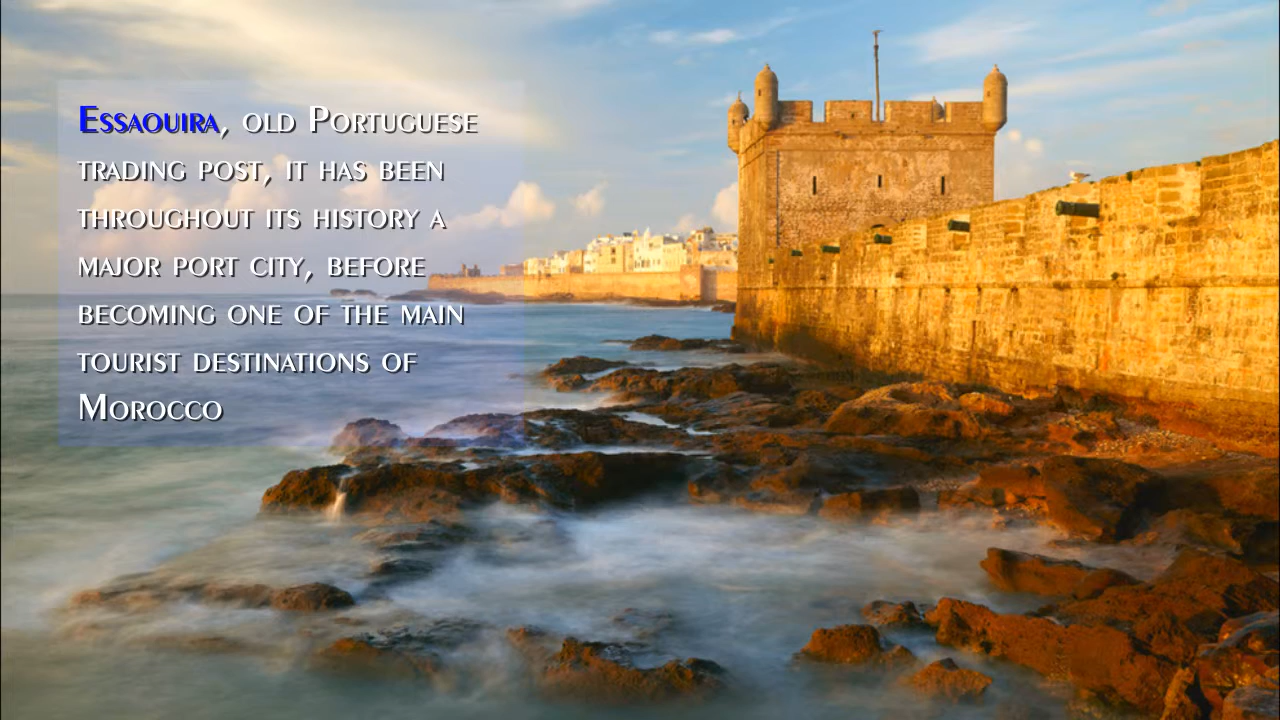 Essaouira, old Portuguese
trading post, it has been
throughout its history a
major port city, before
becoming one of the main
tourist destinations of
Morocco